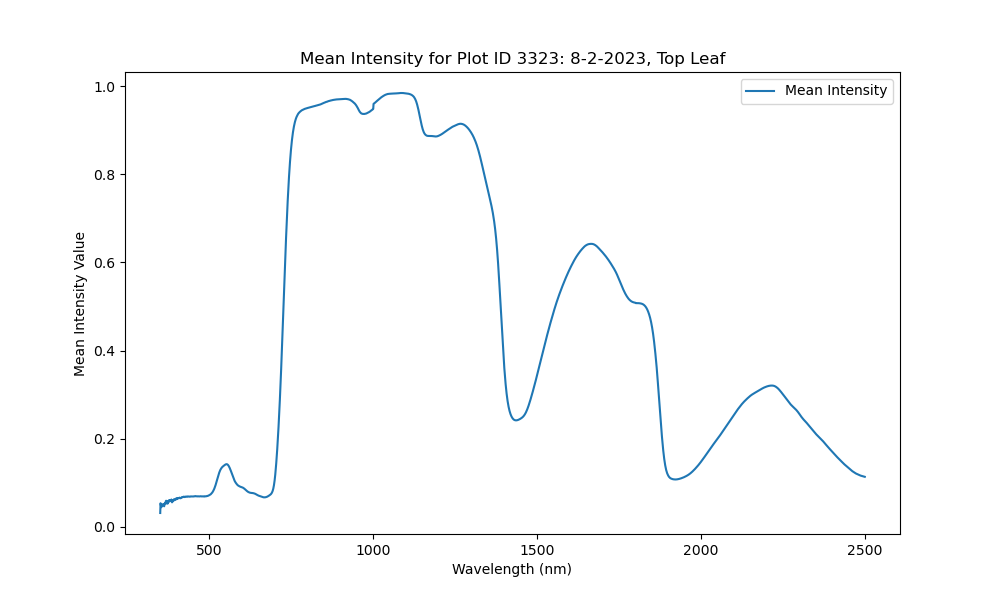 Mean Intensity for Plot ID 3323: 8-2-2023, Top Leaf
Mean Intensity
1.0
0.8
0.6
0.4
0.2
0.0
Mean Intensity Value
500
1000
1500
2000
2500
Wavelength (nm)